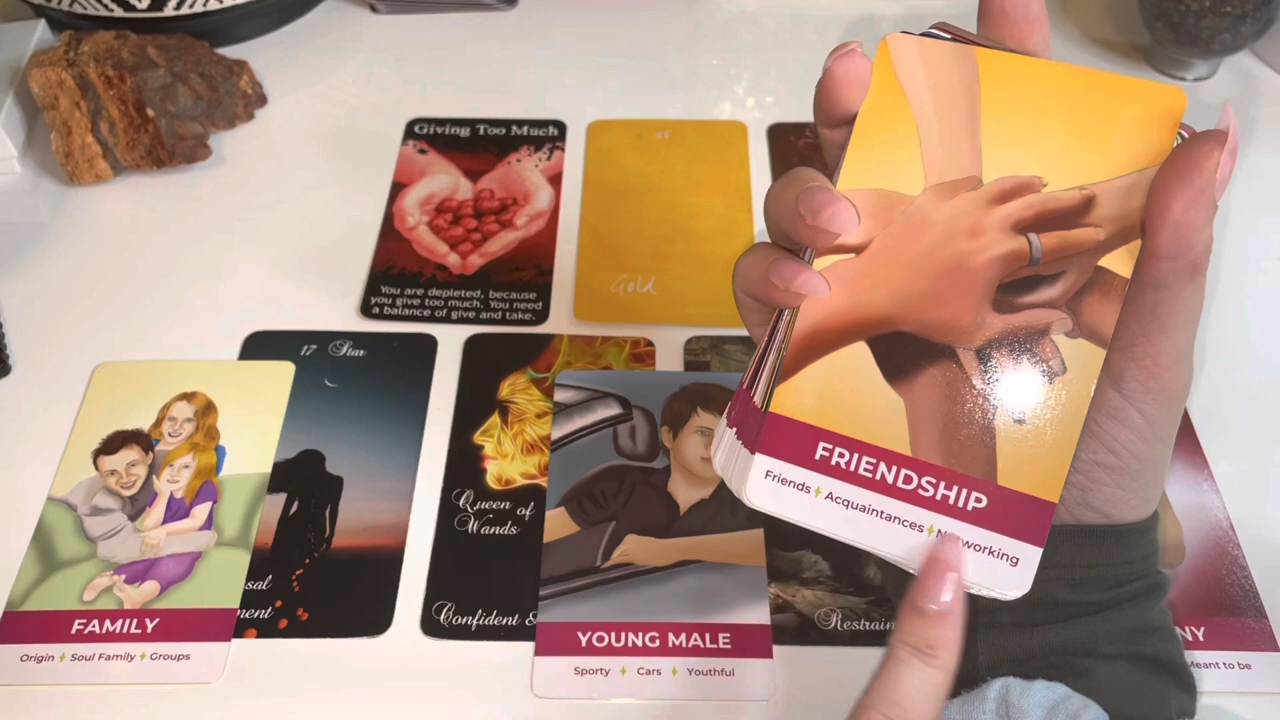 Giving Too Much
You are depleted, because
you give too much. You need
a balance of give and take.
Gold
FRIENDSHIP
Friends Acquaintances Networking
17 Star
Queen of
Wands
Confident &
FAMILY
Origin Soul Family Groups
YOUNG MALE
Sporty Cars Youthful
Meant to be